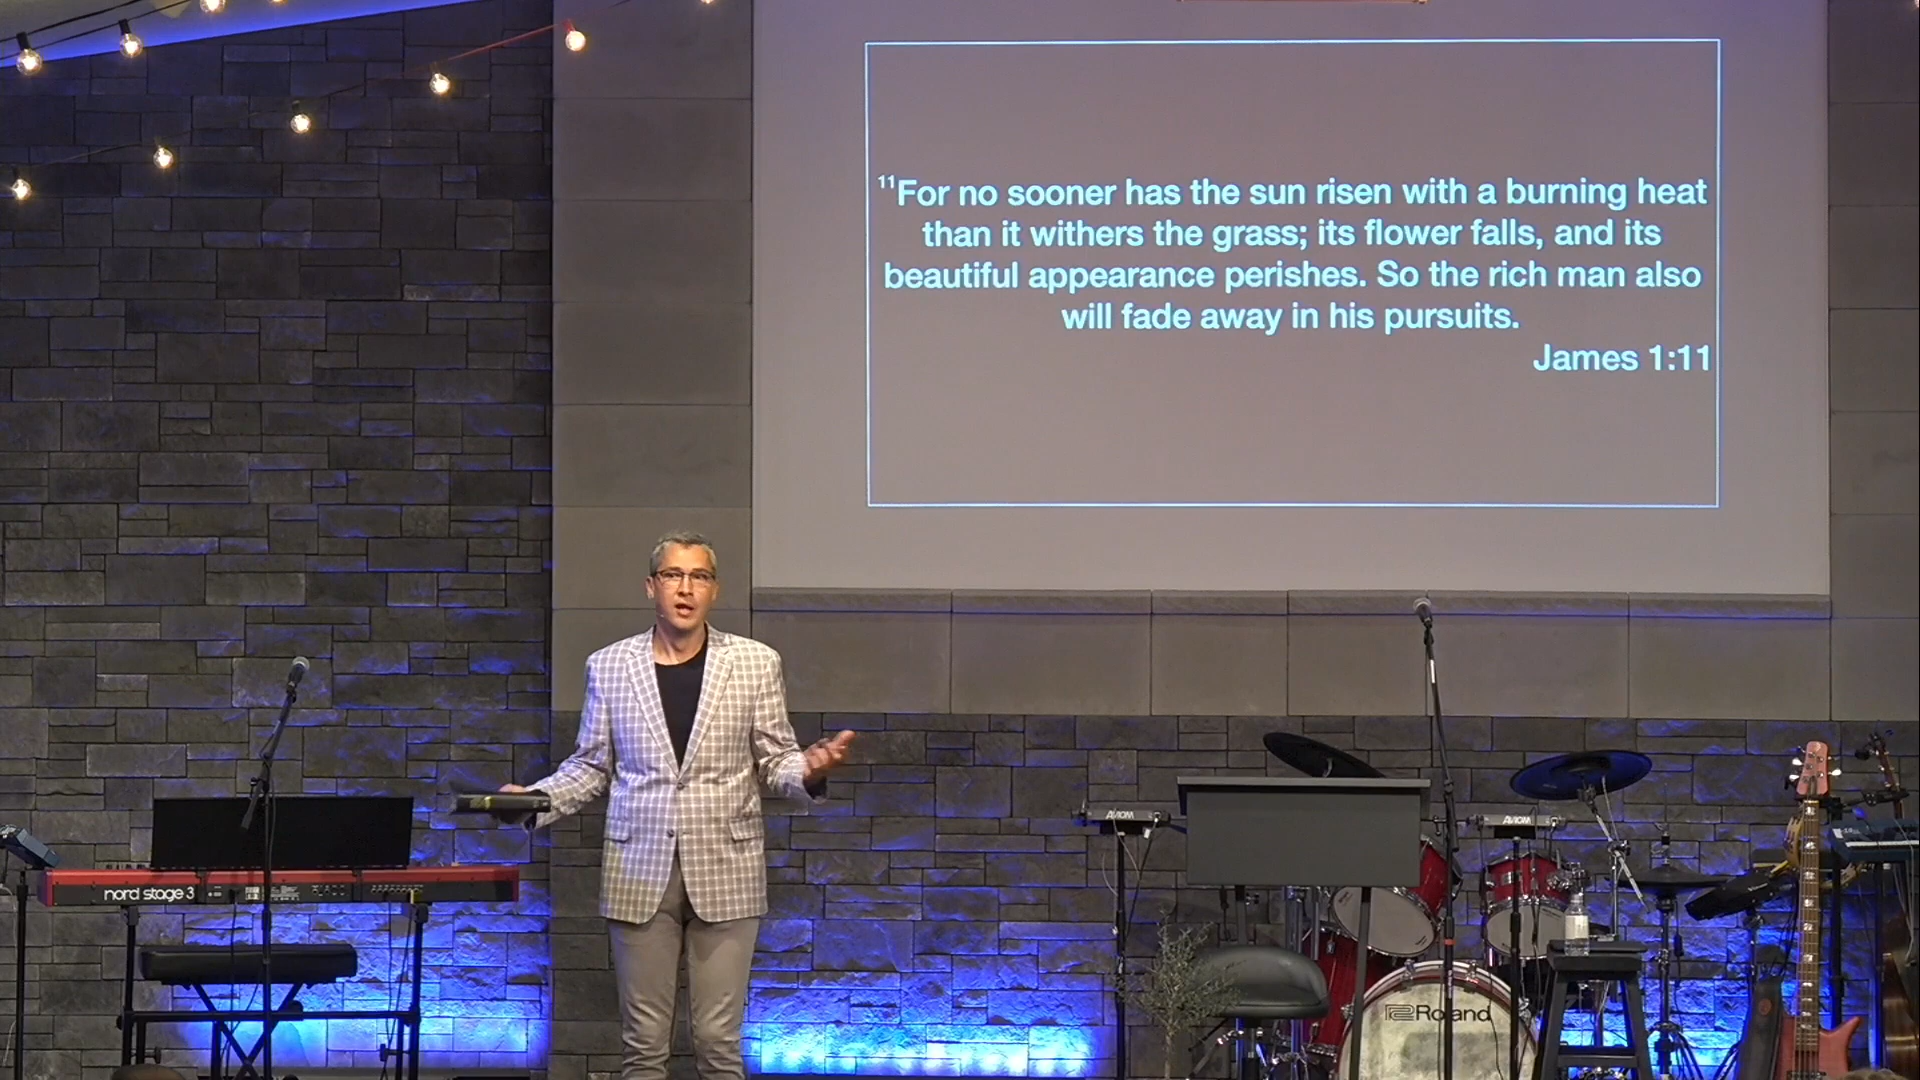 ¹¹For no sooner has the sun risen with a burning heat
than it withers the grass; its flower falls, and its
beautiful appearance perishes. So the rich man also
will fade away in his pursuits.
James 1:11
AVIOM
AVIOM
nord stage 3
Roland